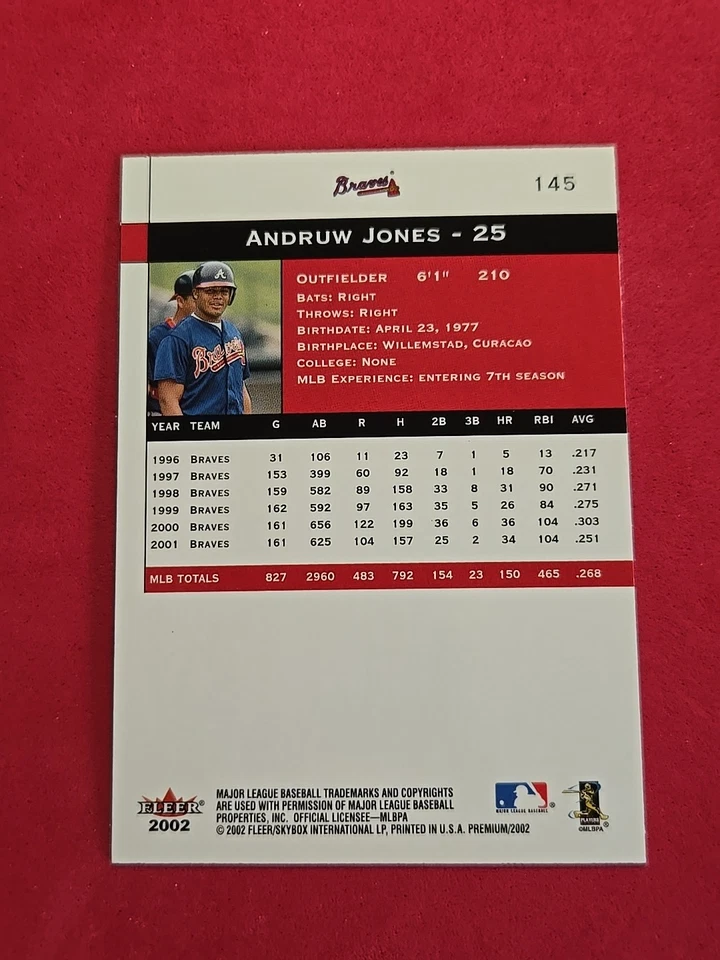 Braves
145
ANDRUW JONES - 25
A
Braves
OUTFIELDER 6'1" 210
BATS: RIGHT
THROWS: RIGHT
BIRTHDATE: APRIL 23, 1977
BIRTHPLACE: WILLEMSTAD, CURACAO
COLLEGE: NONE
MLB EXPERIENCE: ENTERING 7TH SEASON
YEAR TEAM G AB R H 2B 3B HR RBI AVG
1996 BRAVES 31 106 11 23 7 1 5 13 .217
1997 BRAVES 153 399 60 92 18 1 18 70 .231
1998 BRAVES 159 582 89 158 33 8 31 90 .271
1999 BRAVES 162 592 97 163 35 5 26 84 .275
2000 BRAVES 161 656 122 199 36 6 36 104 .303
2001 BRAVES 161 625 104 157 25 2 34 104 .251
MLB TOTALS 827 2960 483 792 154 23 150 465 .268
FLEER®
2002
MAJOR LEAGUE BASEBALL TRADEMARKS AND COPYRIGHTS
ARE USED WITH PERMISSION OF MAJOR LEAGUE BASEBALL
PROPERTIES, INC. OFFICIAL LICENSEE—MLBPA
© 2002 FLEER/SKYBOX INTERNATIONAL LP, PRINTED IN U.S.A. PREMIUM/2002
MAJOR LEAGUE BASEBALL
PLAYERS
©MLBPA